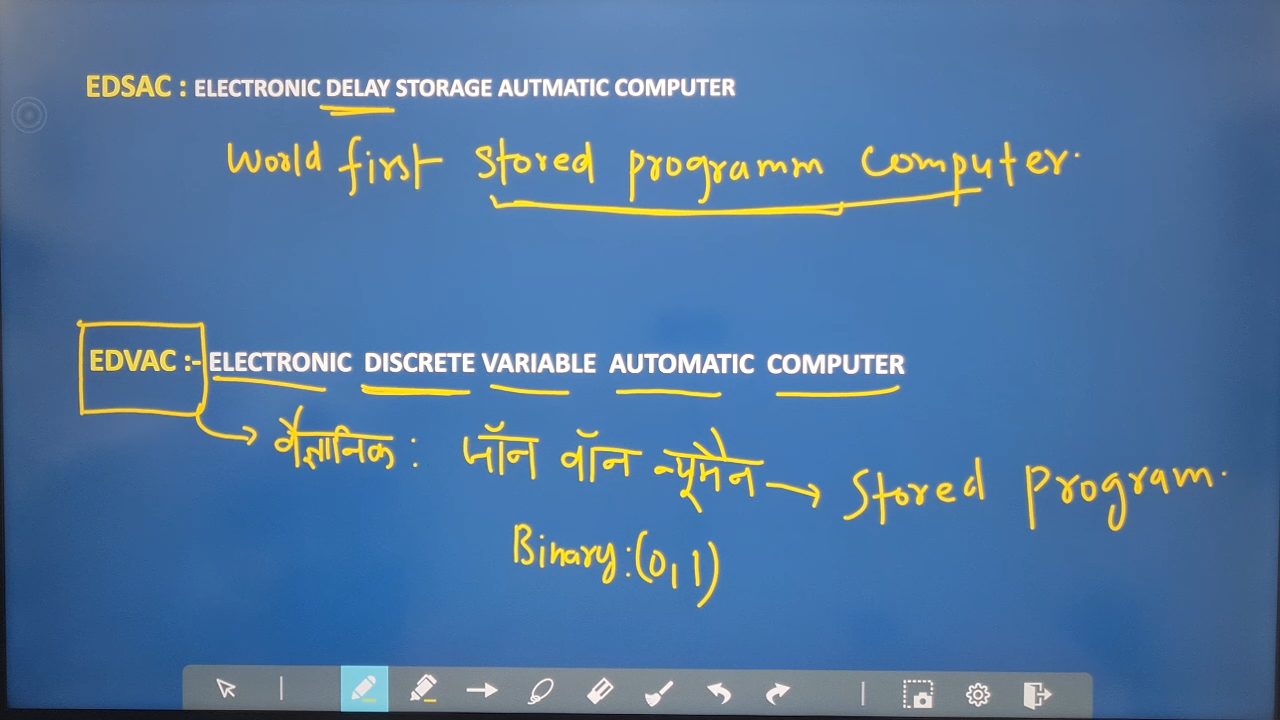 EDSAC : ELECTRONIC DELAY STORAGE AUTMATIC COMPUTER
World first stored programm computer.
EDVAC :- ELECTRONIC DISCRETE VARIABLE AUTOMATIC COMPUTER
वैज्ञानिक : जॉन वॉन न्यूमैन → Stored Program.
Binary:(0,1)